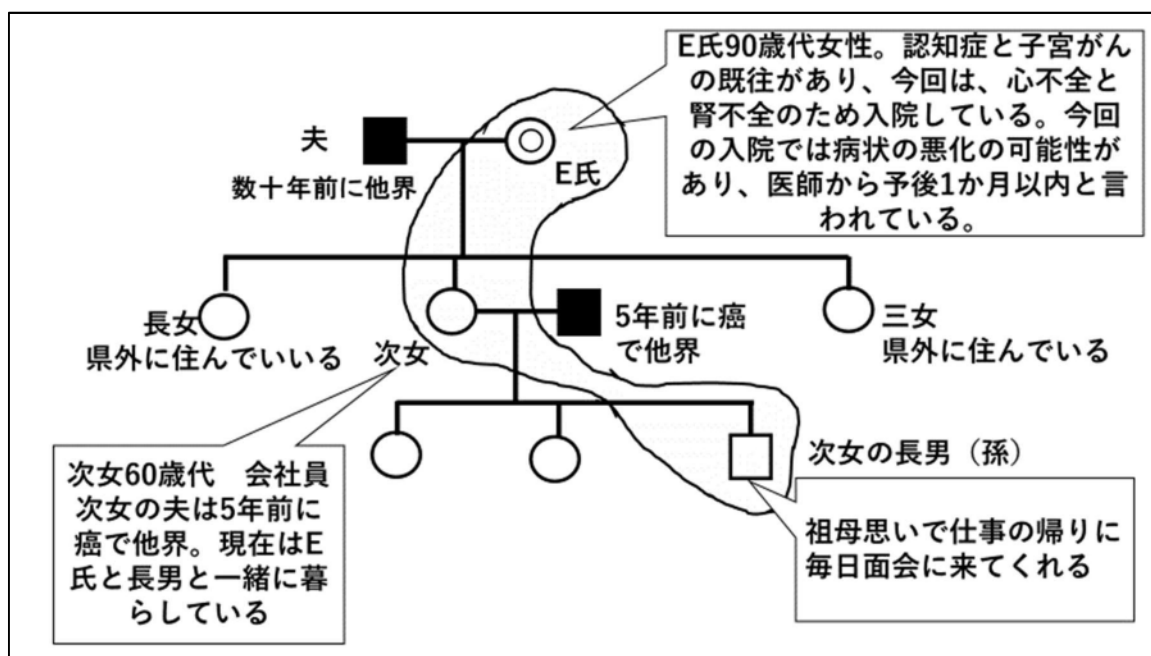 E氏90歳代女性。認知症と子宮がん
の既往があり、今回は、心不全と
腎不全のため入院している。今回
の入院では病状の悪化の可能性が
あり、医師から予後1か月以内と言
われている。
夫
数十年前に他界
E氏
長女
県外に住んでいいる
次女
5年前に癌
で他界
三女
県外に住んでいる
次女60歳代　会社員
次女の夫は5年前に
癌で他界。現在はE
氏と長男と一緒に暮
らしている
次女の長男（孫）
祖母思いで仕事の帰りに
毎日面会に来てくれる